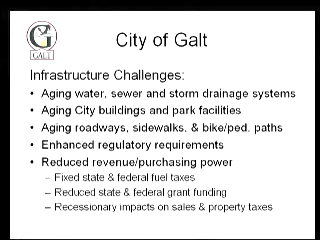 GALT
City of Galt
Infrastructure Challenges:
• Aging water, sewer and storm drainage systems
• Aging City buildings and park facilities
• Aging roadways, sidewalks, & bike/ped. paths
• Enhanced regulatory requirements
• Reduced revenue/purchasing power
– Fixed state & federal fuel taxes
– Reduced state & federal grant funding
– Recessionary impacts on sales & property taxes